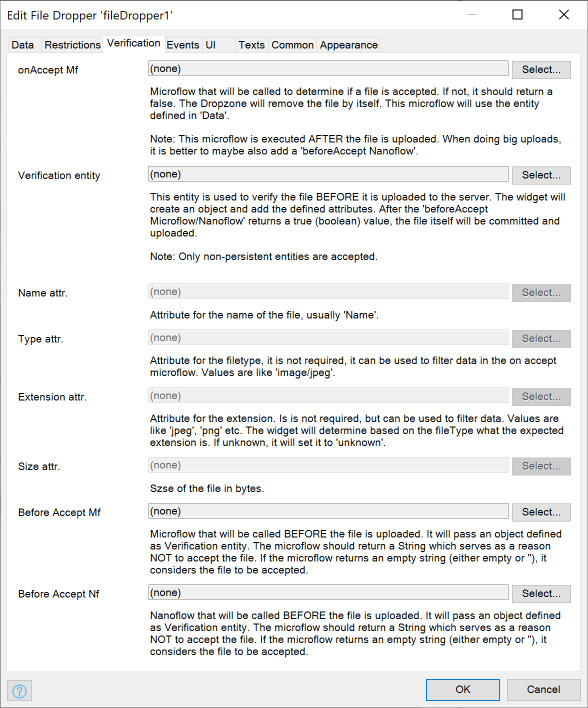 Edit File Dropper 'fileDropper1'
Data Restrictions Verification Events UI Texts Common Appearance
onAccept Mf (none) Select...
Microflow that will be called to determine if a file is accepted. If not, it should return a
false. The Dropzone will remove the file by itself. This microflow will use the entity
defined in 'Data'.
Note: This microflow is executed AFTER the file is uploaded. When doing big uploads,
it is better to maybe also add a 'beforeAccept Nanoflow'.
Verification entity (none) Select...
This entity is used to verify the file BEFORE it is uploaded to the server. The widget will
create an object and add the defined attributes. After the 'beforeAccept
Microflow/Nanoflow' returns a true (boolean) value, the file itself will be committed and
uploaded.
Note: Only non-persistent entities are accepted.
Name attr. (none) Select...
Attribute for the name of the file, usually 'Name'.
Type attr. (none) Select...
Attribute for the filetype, it is not required, it can be used to filter data in the on accept
microflow. Values are like 'image/jpeg'.
Extension attr. (none) Select...
Attribute for the extension. Is is not required, but can be used to filter data. Values are
like 'jpeg', 'png' etc. The widget will determine based on the fileType what the expected
extension is. If unknown, it will set it to 'unknown'.
Size attr. (none) Select...
Szse of the file in bytes.
Before Accept Mf (none) Select...
Microflow that will be called BEFORE the file is uploaded. It will pass an object defined
as Verification entity. The microflow should return a String which serves as a reason
NOT to accept the file. If the microflow returns an empty string (either empty or ''), it
considers the file to be accepted.
Before Accept Nf (none) Select...
Nanoflow that will be called BEFORE the file is uploaded. It will pass an object defined
as Verification entity. The microflow should return a String which serves as a reason
NOT to accept the file. If the microflow returns an empty string (either empty or ''), it
considers the file to be accepted.
? OK Cancel